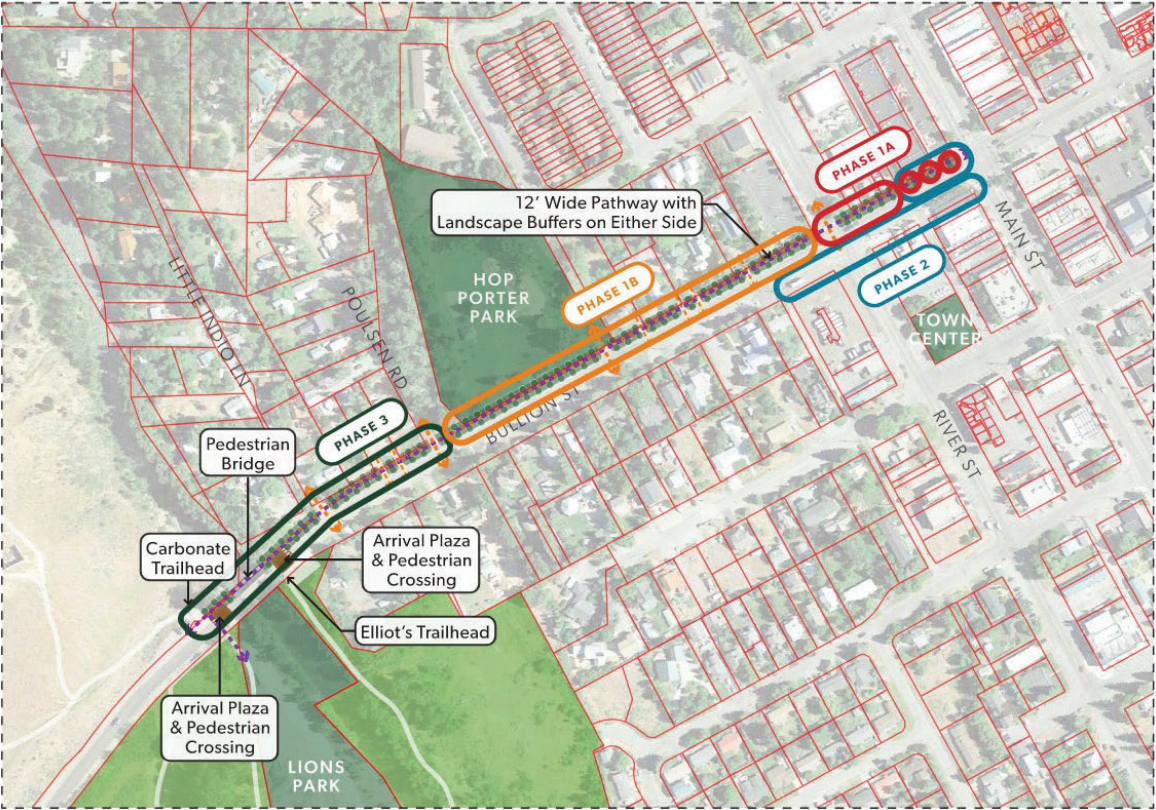 PHASE 1A
12' Wide Pathway with
Landscape Buffers on Either Side
MAIN ST
PHASE 2
HOP
PORTER
PARK
PHASE 1B
LITTLE INDIO LN
POULSEN RD
TOWN
CENTER
BULLION ST
PHASE 3
RIVER ST
Pedestrian
Bridge
Carbonate
Trailhead
Arrival Plaza
& Pedestrian
Crossing
Elliot's Trailhead
Arrival Plaza
& Pedestrian
Crossing
LIONS
PARK